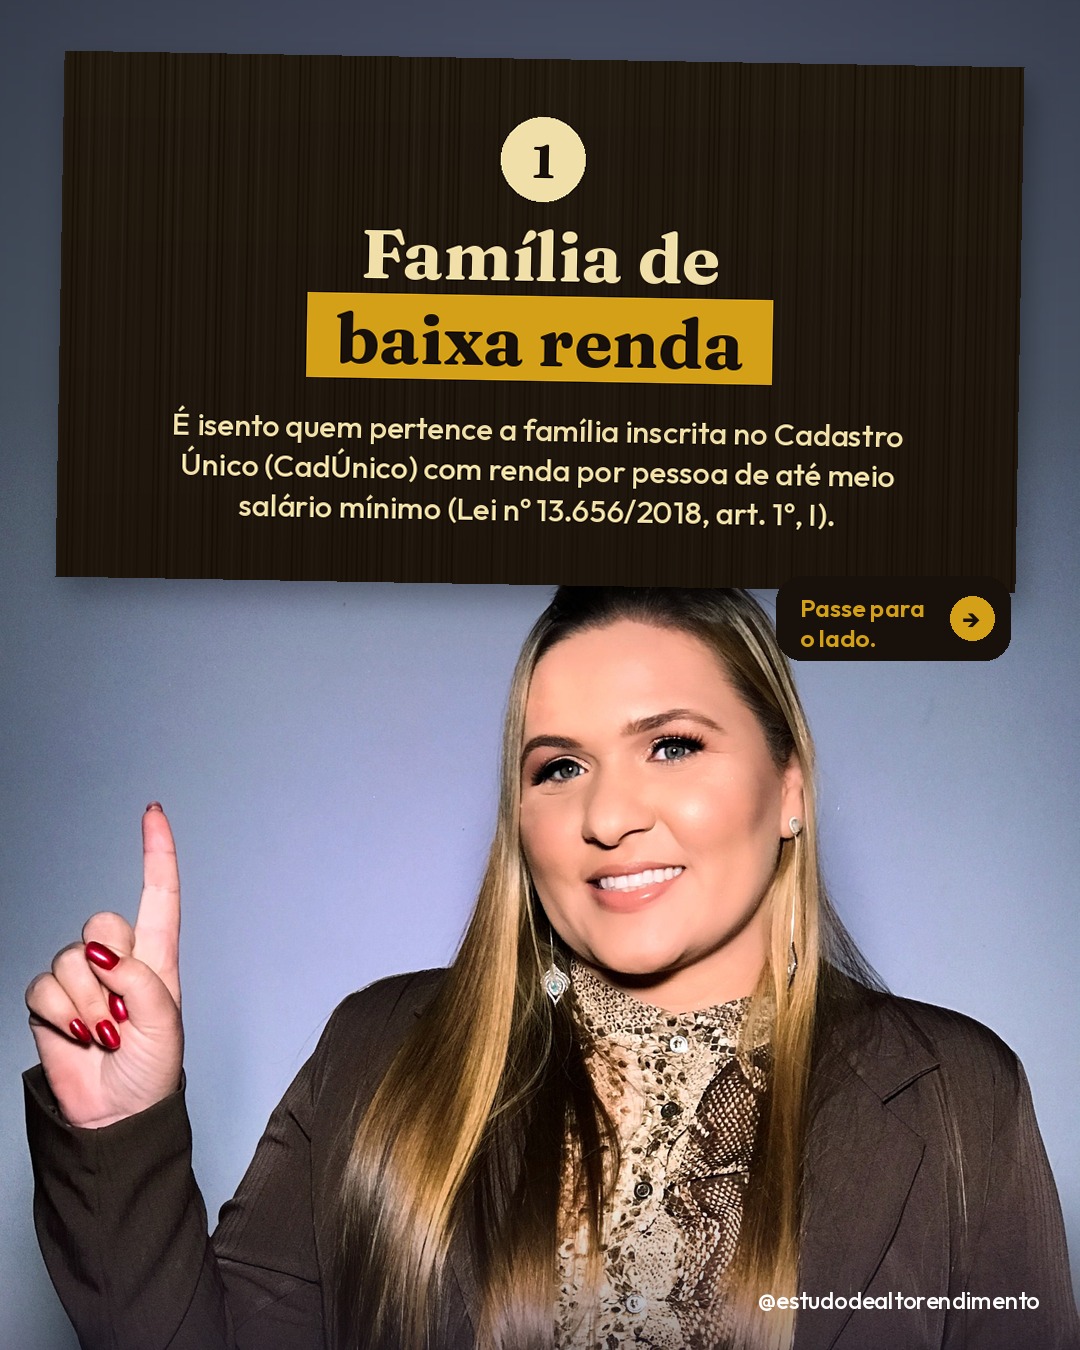 1
Família de
baixa renda
É isento quem pertence a família inscrita no Cadastro
Único (CadÚnico) com renda por pessoa de até meio
salário mínimo (Lei nº 13.656/2018, art. 1º, I).
Passe para
o lado.
@estudodealtorendimento